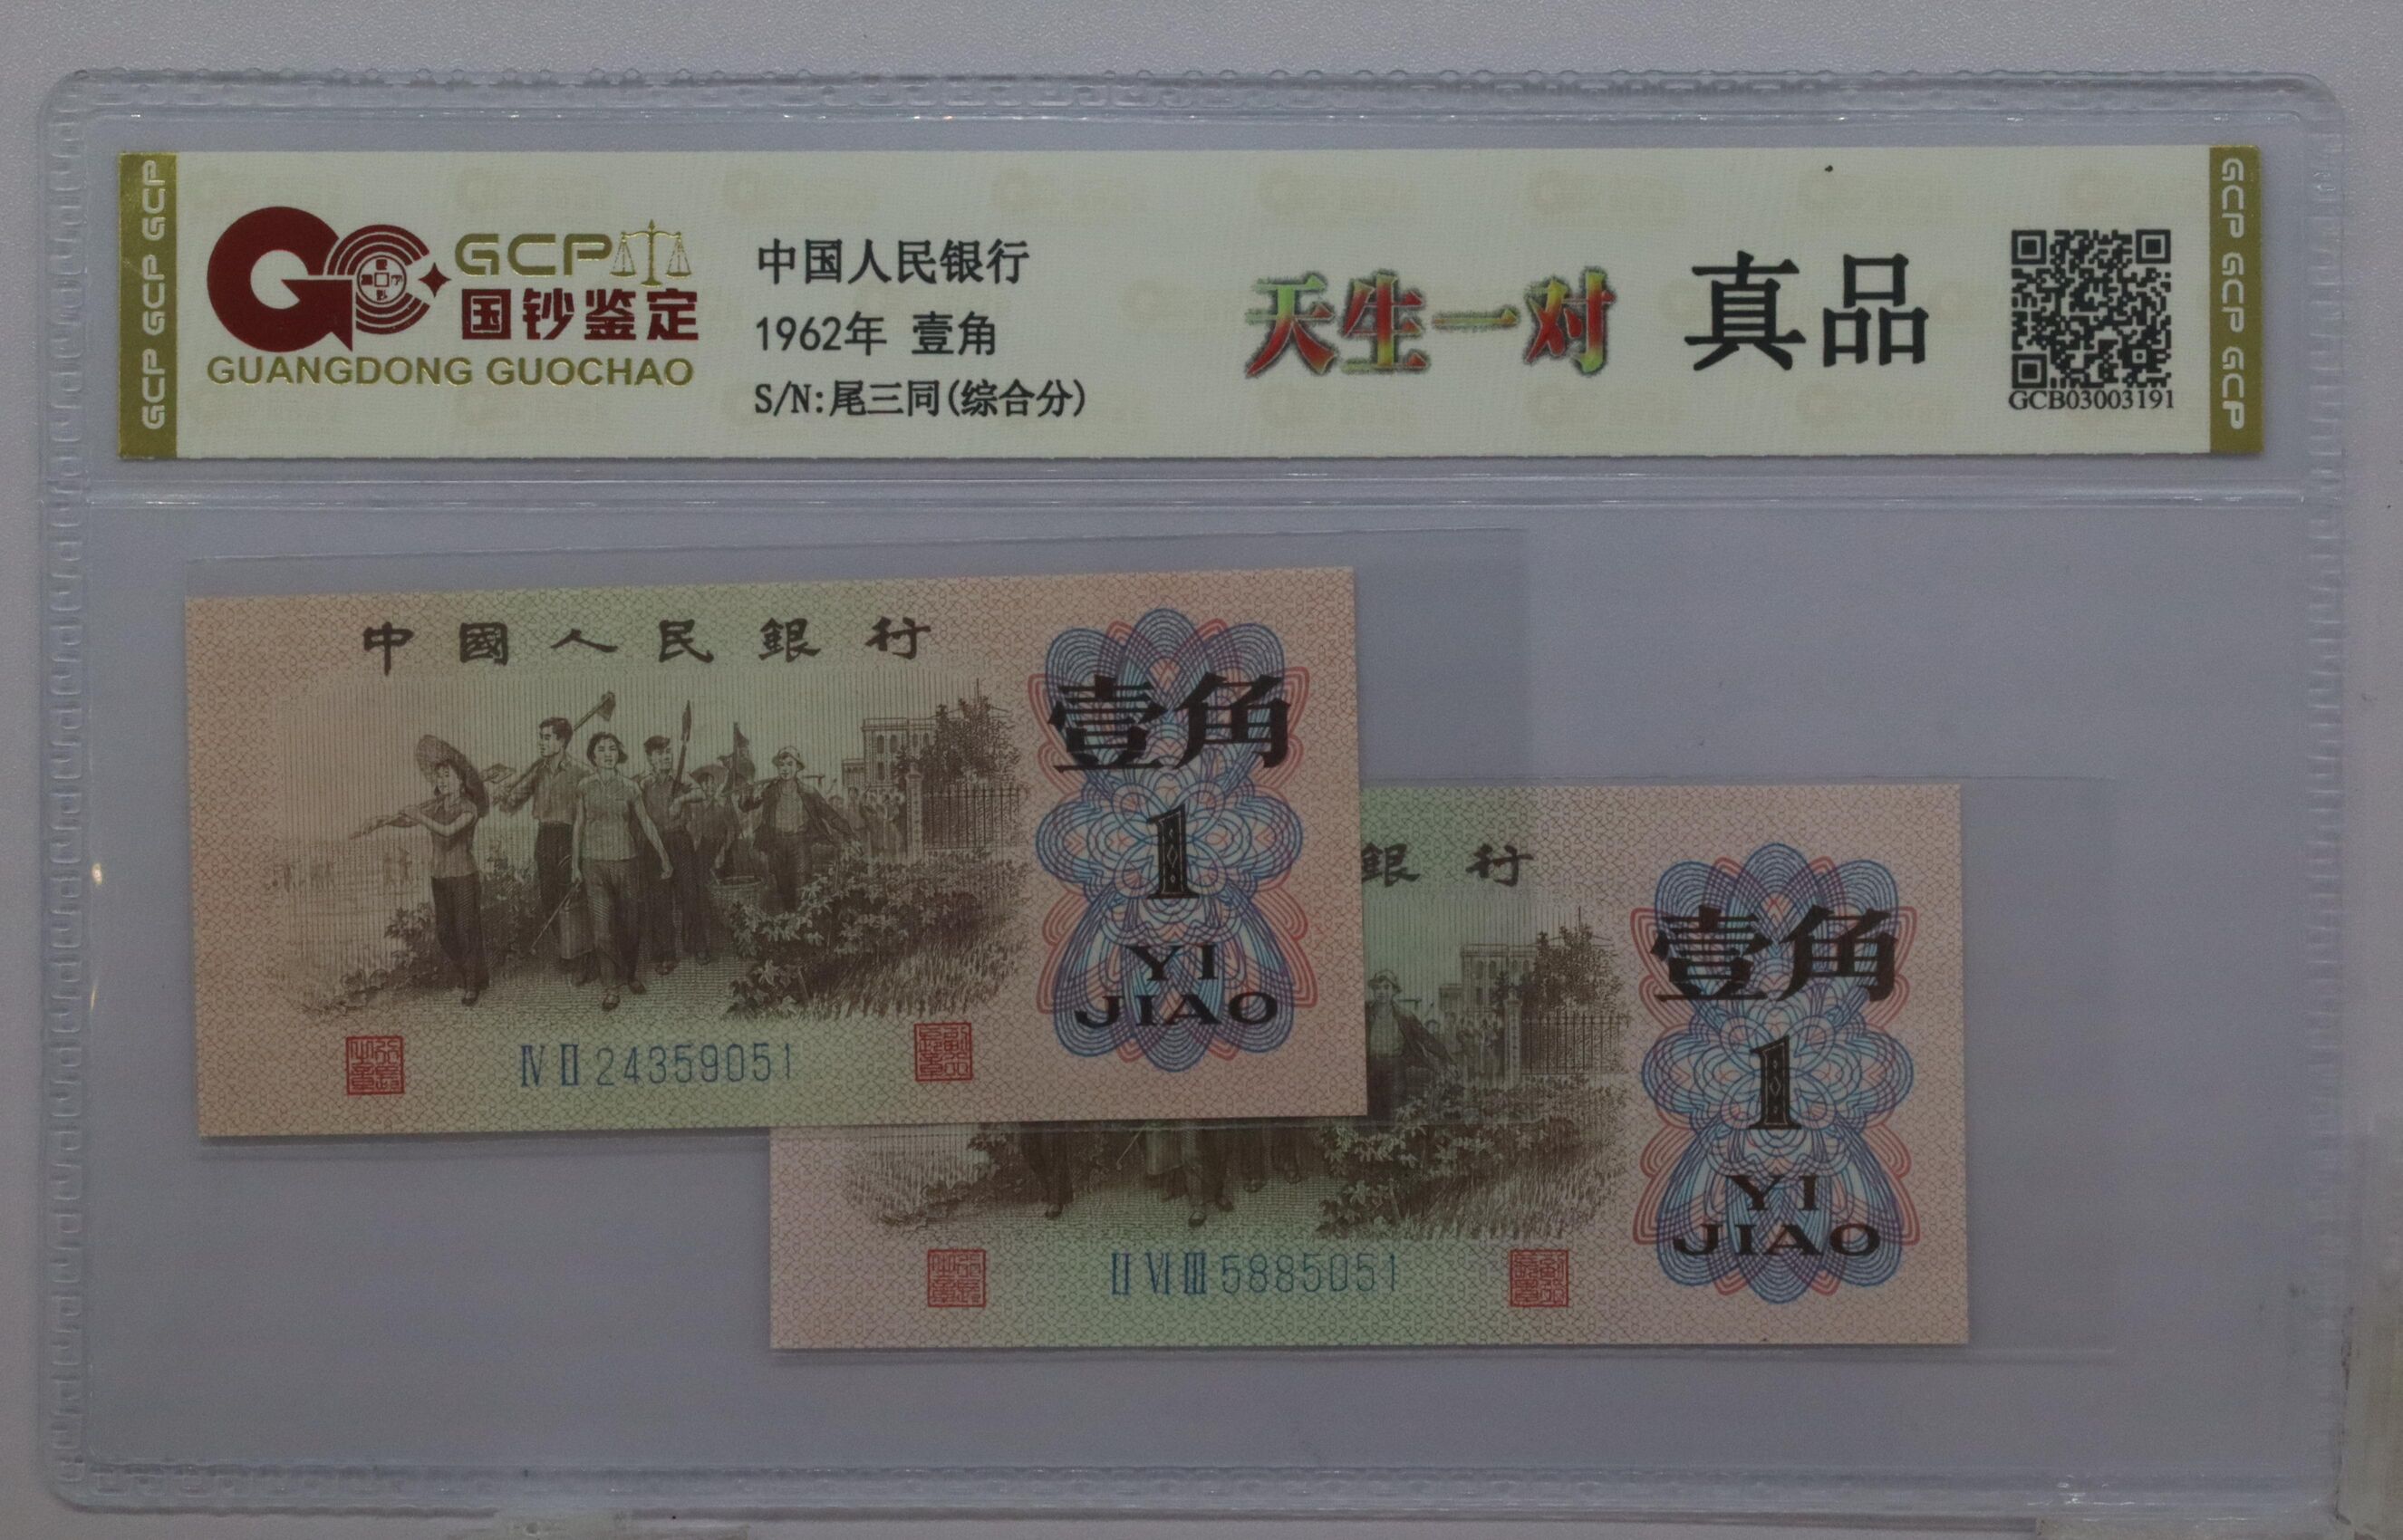 GCP GCP GCP
GCP
国钞鉴定
GUANGDONG GUOCHAO
中国人民银行
1962年 壹角
S/N:尾三同(综合分)
天生一对
真品
GCB03003191
GCP GCP GCP
中國人民銀行
壹角
1
YI
JIAO
Ⅳ Ⅱ 24359051
銀行
壹角
1
YI
JIAO
Ⅱ Ⅵ Ⅲ 5885051